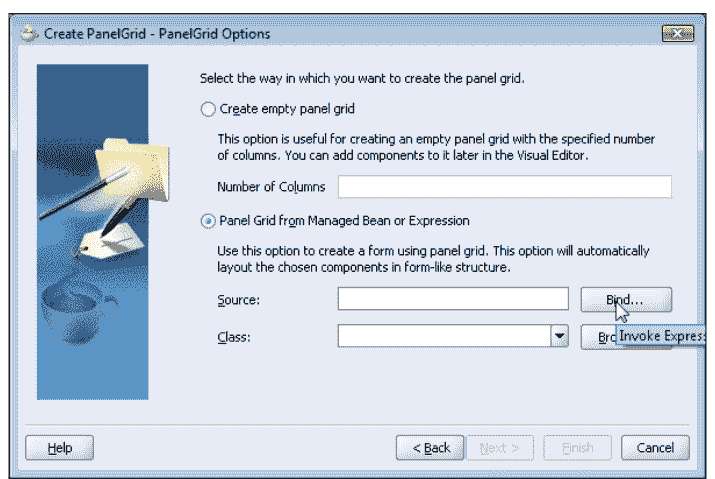 Create PanelGrid - PanelGrid Options
Select the way in which you want to create the panel grid.
Create empty panel grid
This option is useful for creating an empty panel grid with the specified number
of columns. You can add components to it later in the Visual Editor.
Number of Columns
Panel Grid from Managed Bean or Expression
Use this option to create a form using panel grid. This option will automatically
layout the chosen components in form-like structure.
Source:
Bind...
Class:
Invoke Express
Help
< Back
Next >
Finish
Cancel